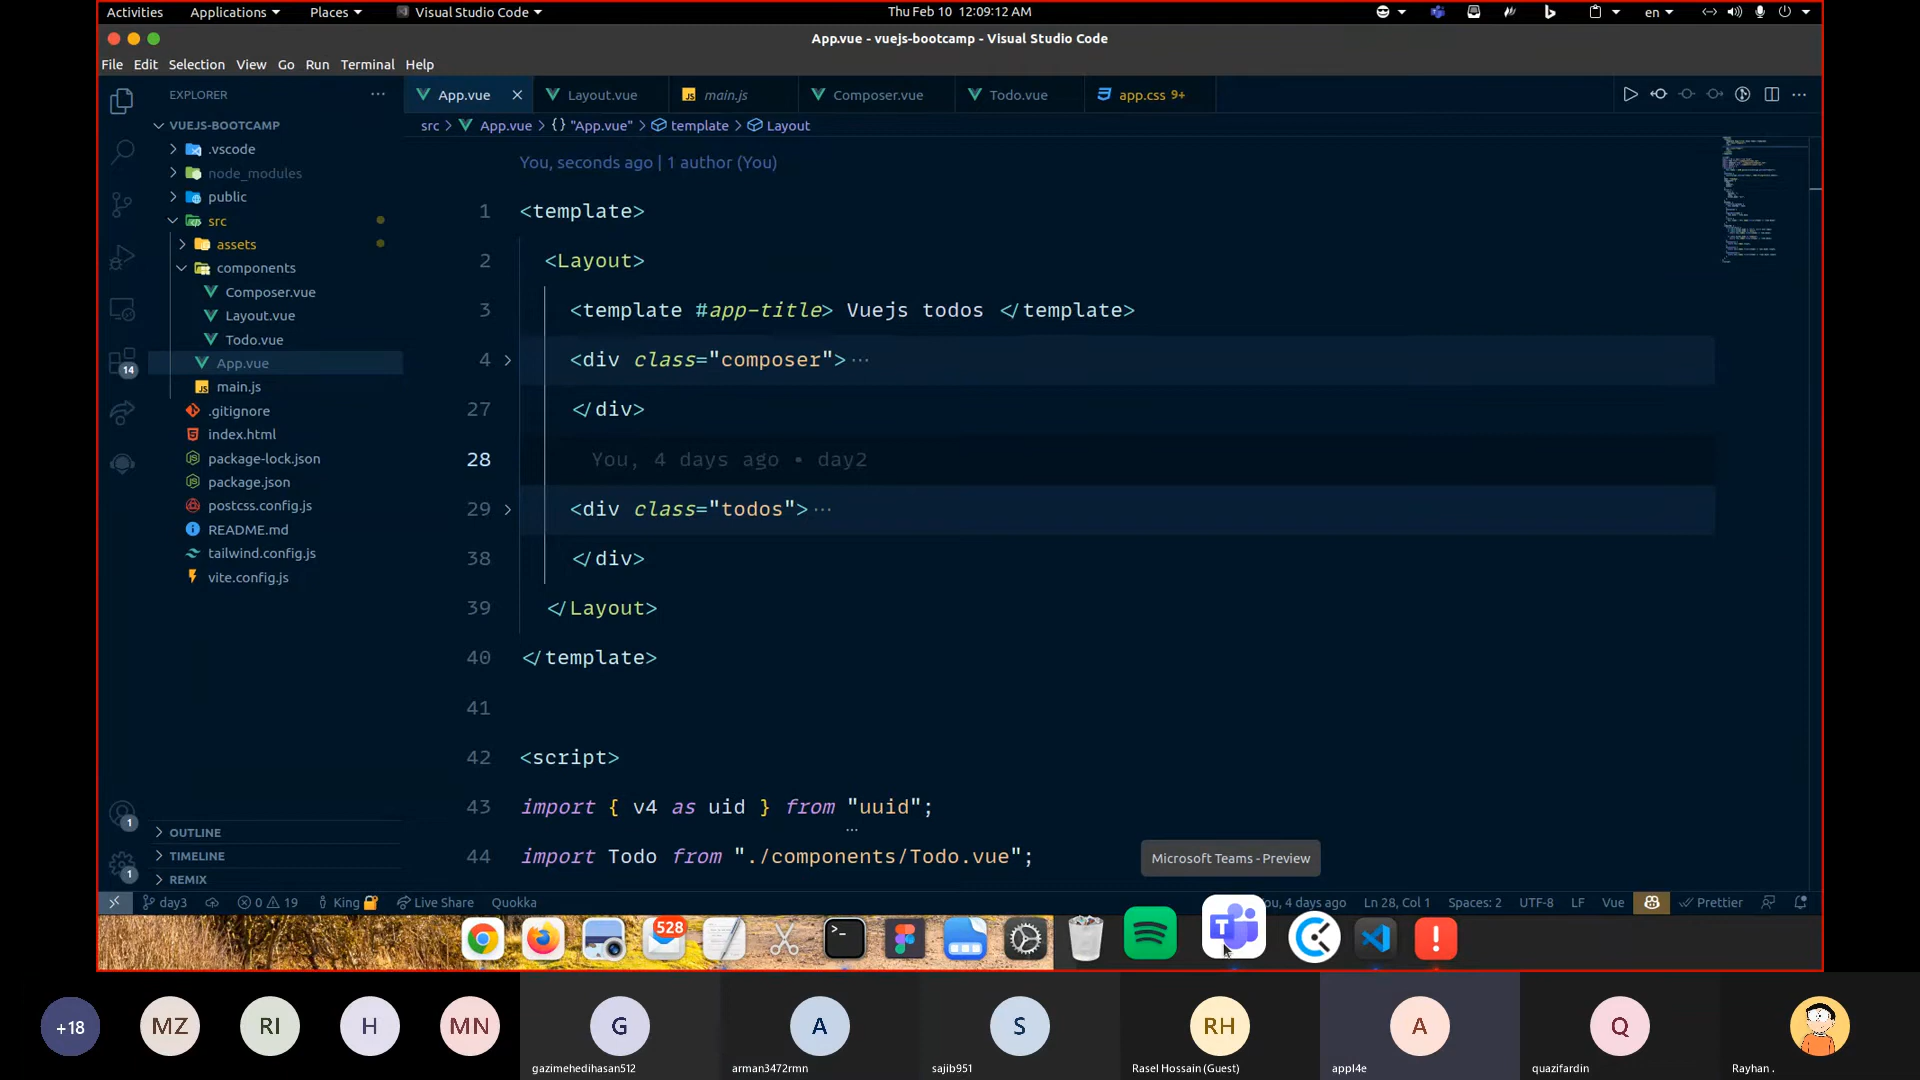 Activities Applications Places Visual Studio Code Thu Feb 10 12:09:12 AM en
App.vue - vuejs-bootcamp - Visual Studio Code
File Edit Selection View Go Run Terminal Help
EXPLORER ··· App.vue Layout.vue main.js Composer.vue Todo.vue app.css 9+ ···
VUEJS-BOOTCAMP src > App.vue > {} "App.vue" > template > Layout
.vscode
node_modules
public
src
assets
components
Composer.vue
Layout.vue
Todo.vue
App.vue
main.js
.gitignore
index.html
package-lock.json
package.json
postcss.config.js
README.md
tailwind.config.js
vite.config.js
14
1
1
OUTLINE
TIMELINE
REMIX
You, seconds ago | 1 author (You)
1 <template>
2 <Layout>
3 <template #app-title> Vuejs todos </template>
4 <div class="composer">···
27 </div>
28 You, 4 days ago • day2
29 <div class="todos">···
38 </div>
39 </Layout>
40 </template>
41
42 <script>
43 import { v4 as uid } from "uuid";
44 import Todo from "./components/Todo.vue";
Microsoft Teams - Preview
day3 0 19 King Live Share Quokka ou, 4 days ago Ln 28, Col 1 Spaces: 2 UTF-8 LF Vue Prettier
528
+18 MZ RI H MN G A S RH A Q
gazimehedihasan512 arman3472rmn sajib951 Rasel Hossain (Guest) appl4e quazifardin Rayhan .